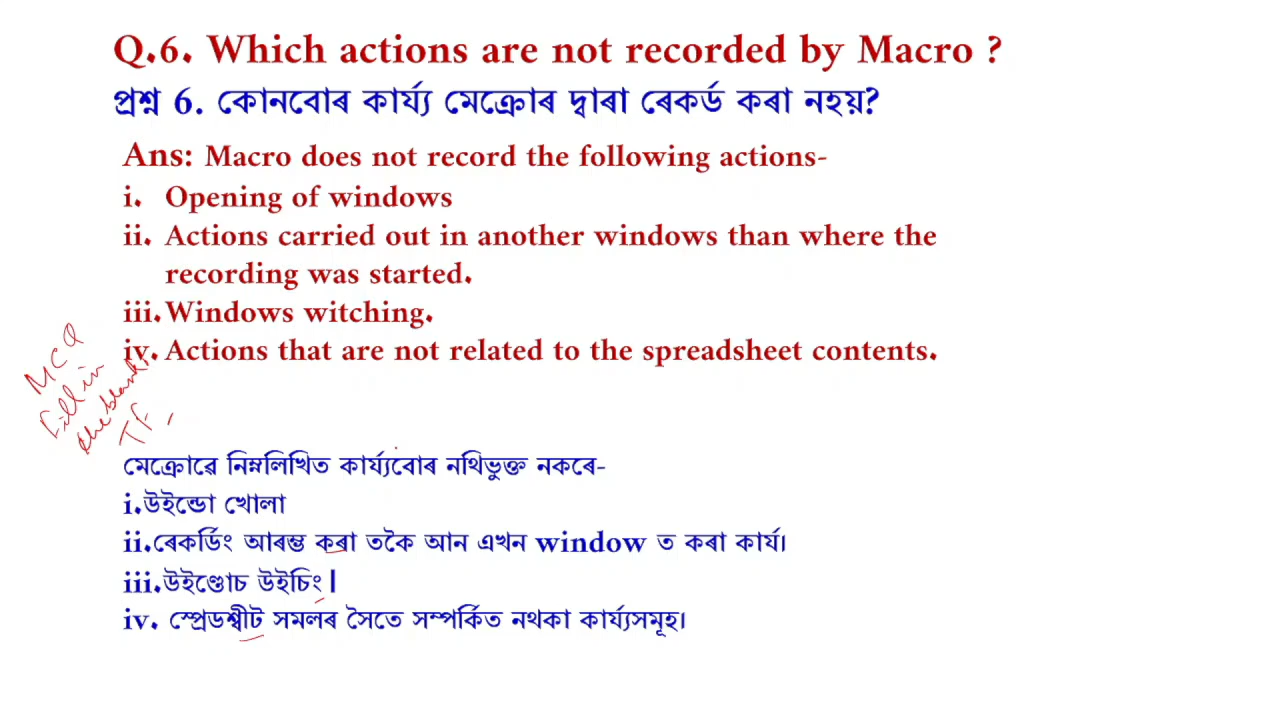 Q.6. Which actions are not recorded by Macro ?
প্ৰশ্ন 6. কোনবোৰ কাৰ্য্য মেক্ৰোৰ দ্বাৰা ৰেকৰ্ড কৰা নহয়?
Ans: Macro does not record the following actions-
i. Opening of windows
ii. Actions carried out in another windows than where the
recording was started.
iii. Windows witching.
iv. Actions that are not related to the spreadsheet contents.
MCQ
Fill in
the blank
TF
মেক্ৰোৱে নিম্নলিখিত কাৰ্য্যবোৰ নথিভুক্ত নকৰে-
i.উইন্ডো খোলা
ii.ৰেকৰ্ডিং আৰম্ভ কৰা তকৈ আন এখন window ত কৰা কাৰ্য।
iii.উইণ্ডোচ উইচিং।
iv. স্প্ৰেডশ্বীট সমলৰ সৈতে সম্পৰ্কিত নথকা কাৰ্য্যসমূহ।